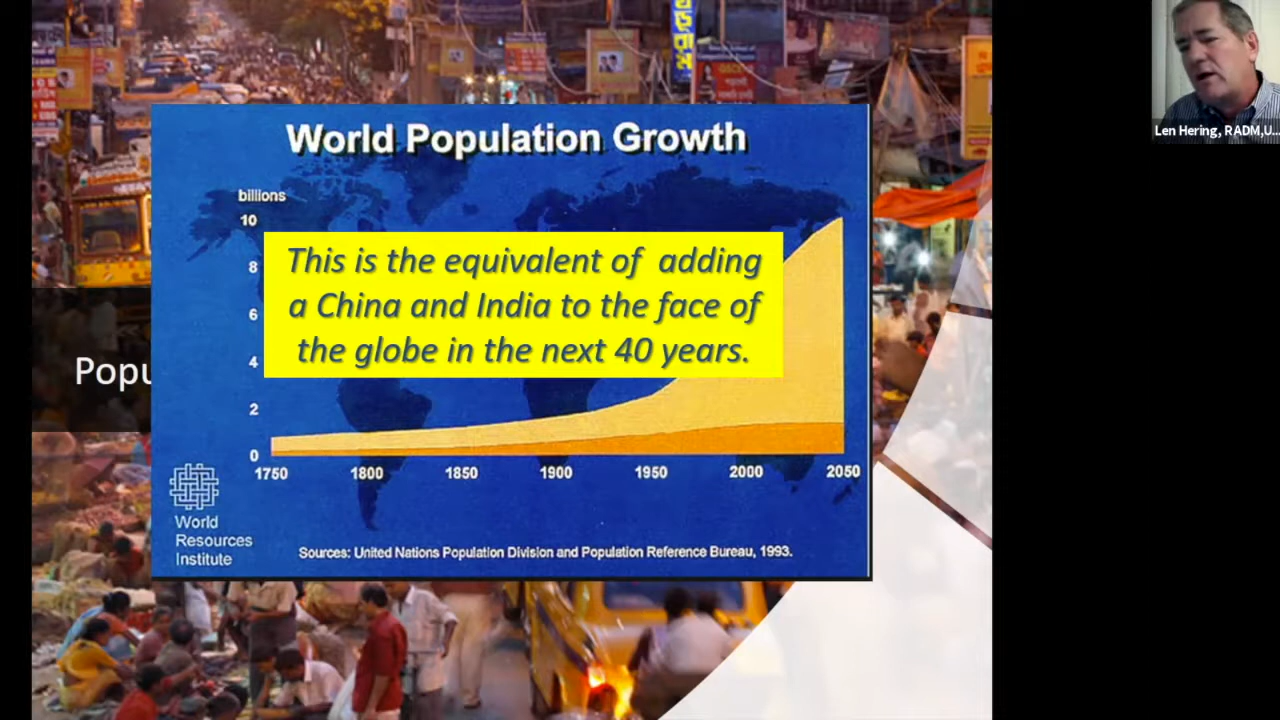 World Population Growth
billions
10
8
6
4
2
0
This is the equivalent of adding
a China and India to the face of
the globe in the next 40 years.
1750 1800 1850 1900 1950 2000 2050
World
Resources
Institute
Sources: United Nations Population Division and Population Reference Bureau, 1993.
Popu
Len Hering, RADM,U...